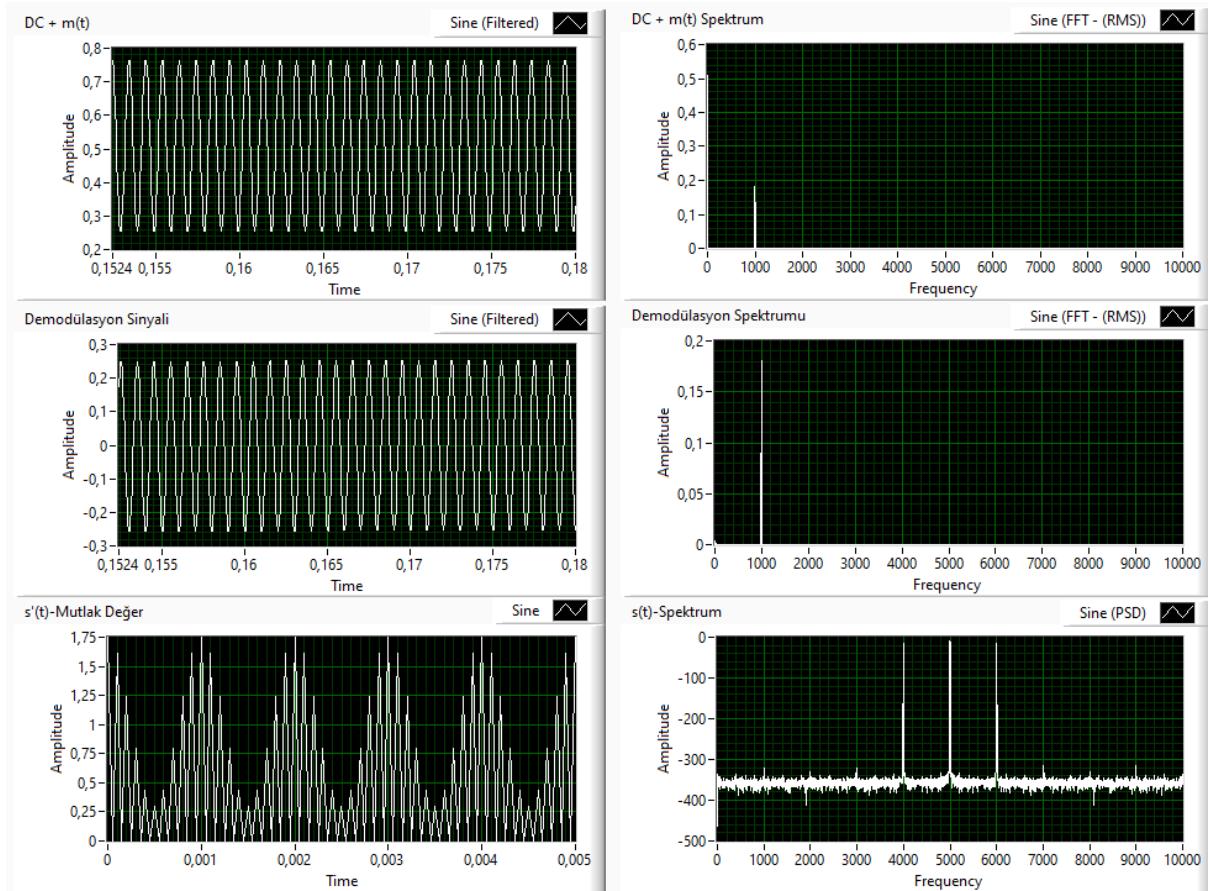 DC + m(t)
Sine (Filtered)
0,8
0,7
0,6
0,5
0,4
0,3
0,2
Amplitude
0,1524 0,155 0,16 0,165 0,17 0,175 0,18
Time
DC + m(t) Spektrum
Sine (FFT - (RMS))
0,6
0,5
0,4
0,3
0,2
0,1
0
Amplitude
0 1000 2000 3000 4000 5000 6000 7000 8000 9000 10000
Frequency
Demodülasyon Sinyali
Sine (Filtered)
0,3
0,2
0,1
0
-0,1
-0,2
-0,3
Amplitude
0,1524 0,155 0,16 0,165 0,17 0,175 0,18
Time
Demodülasyon Spektrumu
Sine (FFT - (RMS))
0,2
0,15
0,1
0,05
0
Amplitude
0 1000 2000 3000 4000 5000 6000 7000 8000 9000 10000
Frequency
s'(t)-Mutlak Değer
Sine
1,75
1,5
1,25
1
0,75
0,5
0,25
0
Amplitude
0 0,001 0,002 0,003 0,004 0,005
Time
s(t)-Spektrum
Sine (PSD)
0
-100
-200
-300
-400
-500
Amplitude
0 1000 2000 3000 4000 5000 6000 7000 8000 9000 10000
Frequency